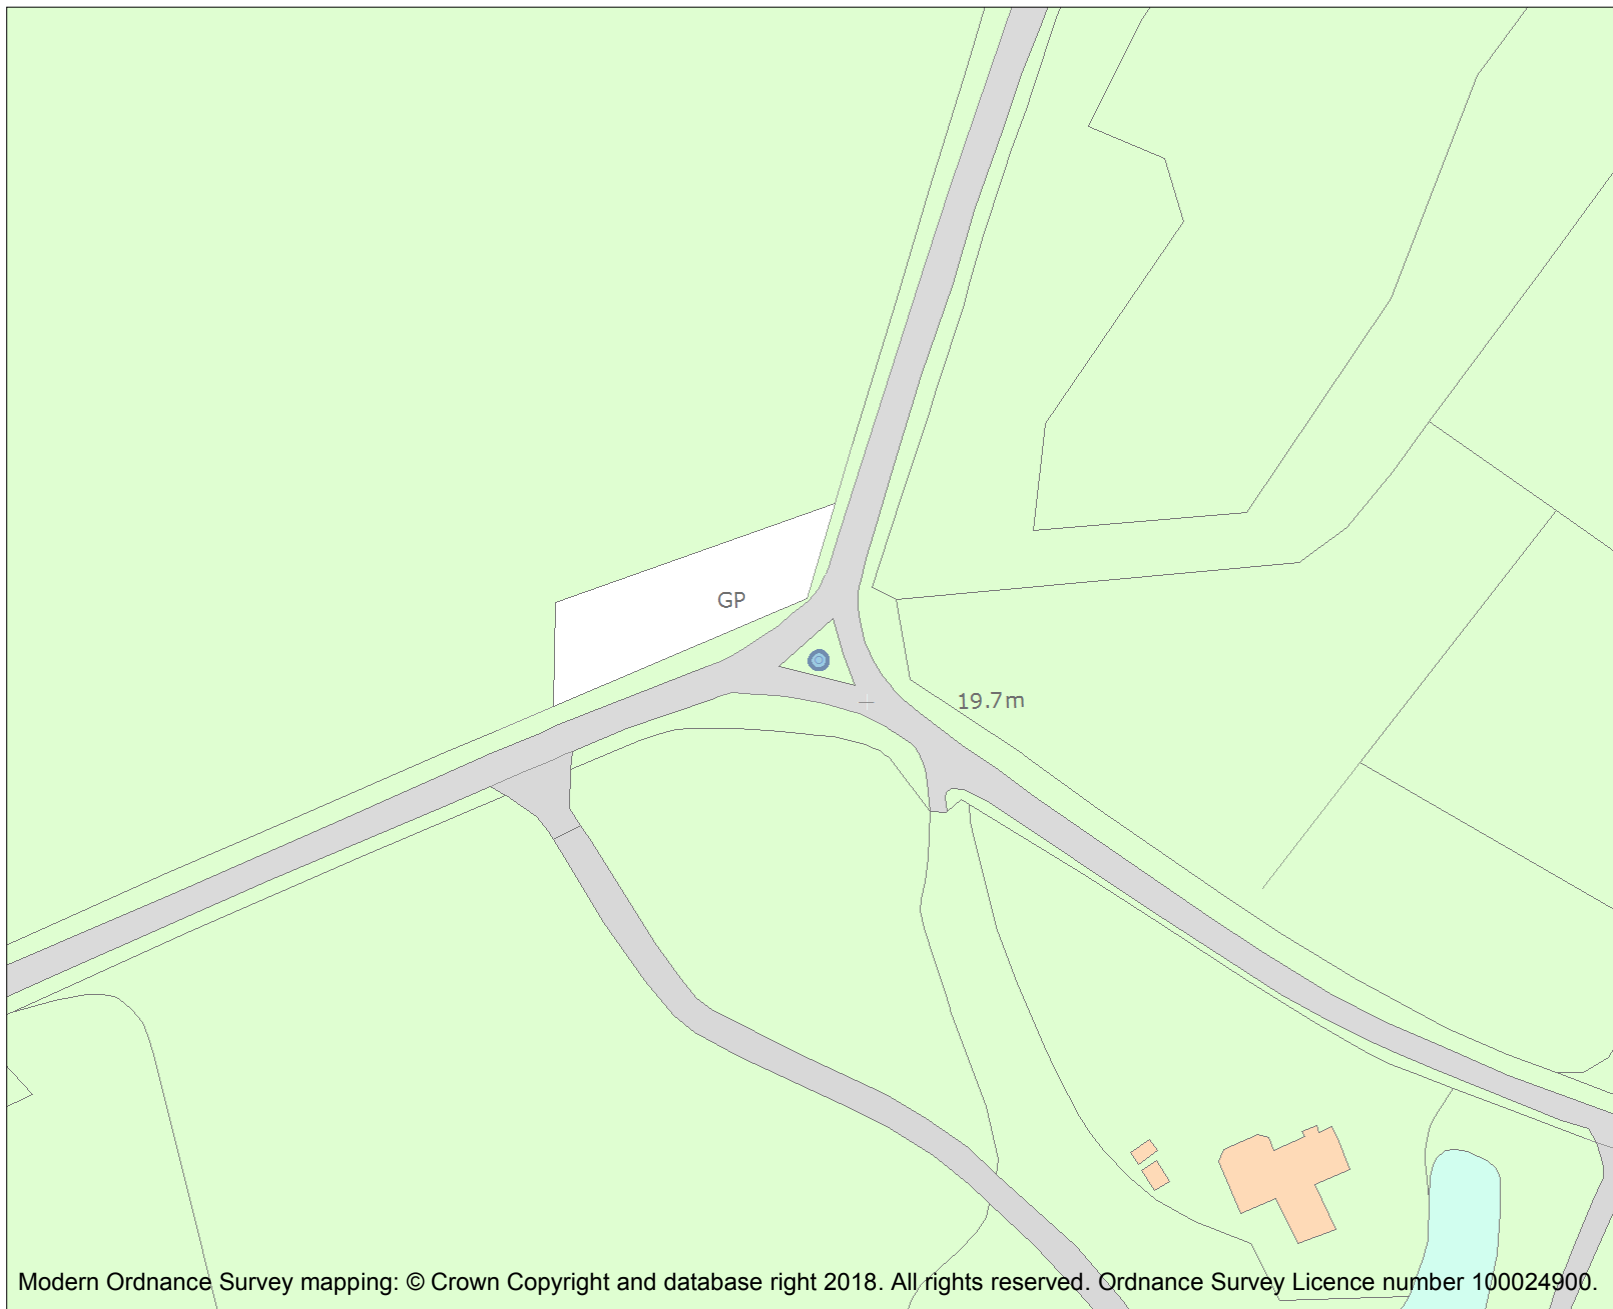 GP
19.7m
Modern Ordnance Survey mapping: © Crown Copyright and database right 2018. All rights reserved. Ordnance Survey Licence number 100024900.